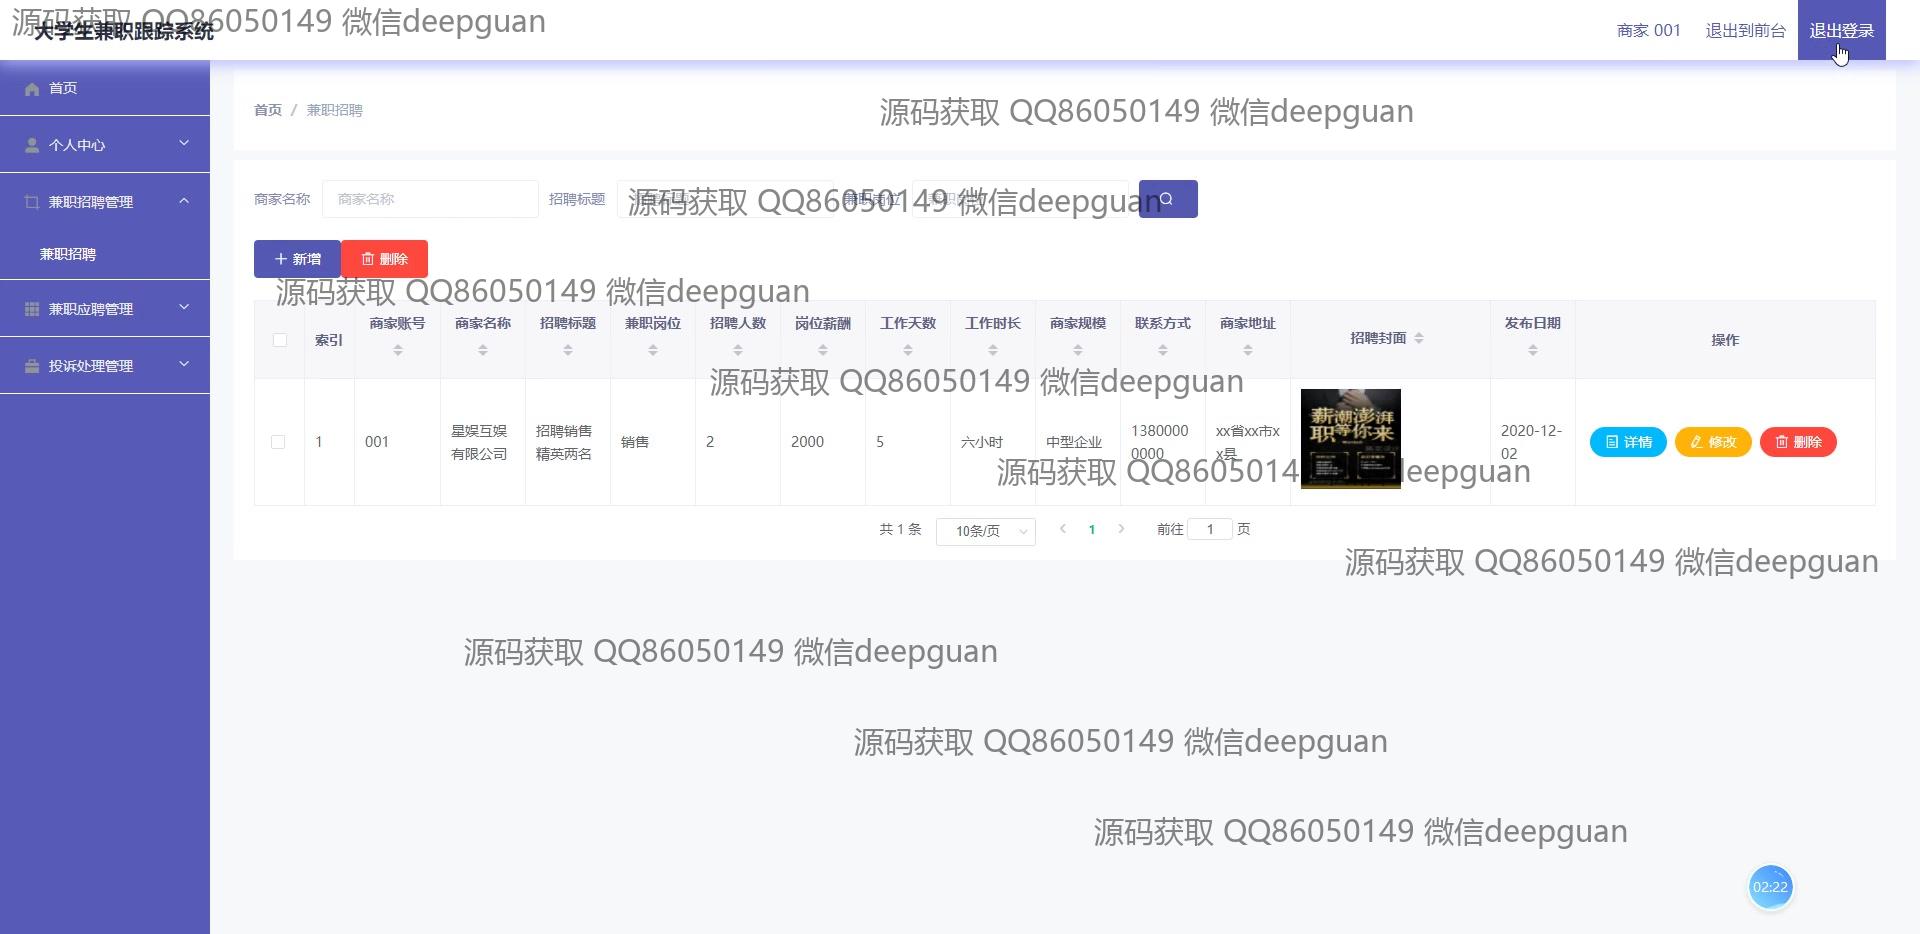 源码获取 QQ86050149 微信deepguan
大学生兼职跟踪系统
商家 001 退出到前台 退出登录
首页
个人中心
兼职招聘管理
兼职招聘
兼职应聘管理
投诉处理管理
首页 / 兼职招聘
源码获取 QQ86050149 微信deepguan
商家名称 商家名称 招聘标题 兼职岗位
源码获取 QQ86050149 微信deepguan
新增 删除
源码获取 QQ86050149 微信deepguan
索引 商家账号 商家名称 招聘标题 兼职岗位 招聘人数 岗位薪酬 工作天数 工作时长 商家规模 联系方式 商家地址 招聘封面 发布日期 操作
源码获取 QQ86050149 微信deepguan
1 001 星娱互娱有限公司 招聘销售精英两名 销售 2 2000 5 六小时 中型企业 13800000000 xx省xx市xx县 2020-12-02 详情 修改 删除
薪潮澎湃
职等你来
源码获取 QQ8605014 deepguan
共 1 条 10条/页 1 前往 1 页
源码获取 QQ86050149 微信deepguan
源码获取 QQ86050149 微信deepguan
源码获取 QQ86050149 微信deepguan
源码获取 QQ86050149 微信deepguan
02:22